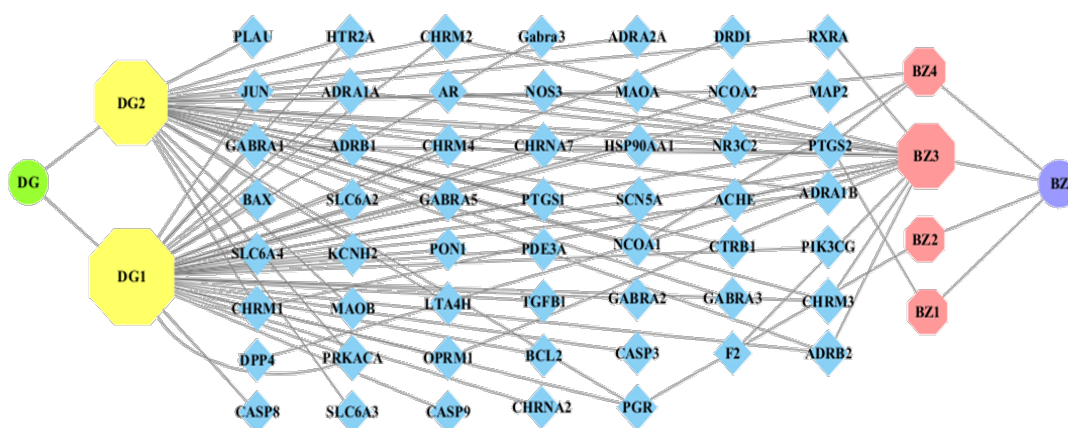 PLAU HTR2A CHRM2 Gabra3 ADRA2A DRD1 RXRA
BZ4
DG2 JUN ADRA1A AR NOS3 MAOA NCOA2 MAP2
GABRA1 ADRB1 CHRM4 CHRNA7 HSP90AA1 NR3C2 PTGS2 BZ3
DG BZ
BAX SLC6A2 GABRA5 PTGS1 SCN5A ACHE ADRA1B
BZ2
SLC6A4 KCNH2 PON1 PDE3A NCOA1 CTRB1 PIK3CG
DG1
CHRM1 MAOB LTA4H TGFB1 GABRA2 GABRA3 CHRM3 BZ1
DPP4 PRKACA OPRM1 BCL2 CASP3 F2 ADRB2
CASP8 SLC6A3 CASP9 CHRNA2 PGR